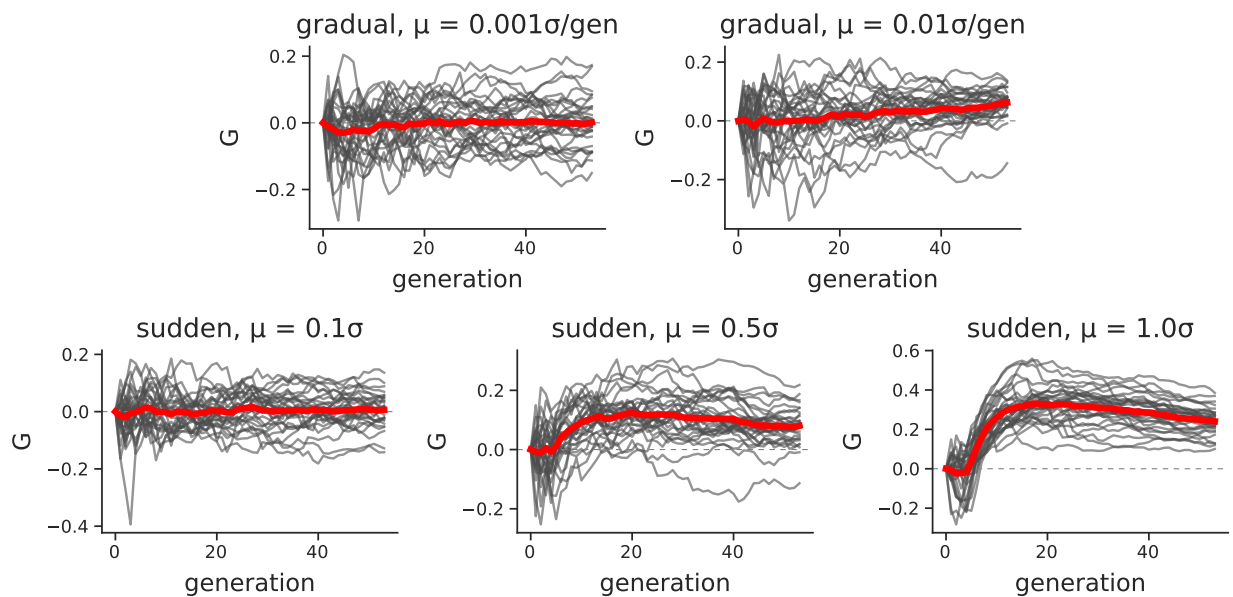 gradual, μ = 0.001σ/gen
gradual, μ = 0.01σ/gen
0.2
0.0
−0.2
G
0
20
40
generation
0.2
0.0
−0.2
G
0
20
40
generation
sudden, μ = 0.1σ
sudden, μ = 0.5σ
sudden, μ = 1.0σ
0.2
0.0
−0.2
−0.4
G
0
20
40
generation
0.2
0.0
−0.2
G
0
20
40
generation
0.6
0.4
0.2
0.0
−0.2
G
0
20
40
generation